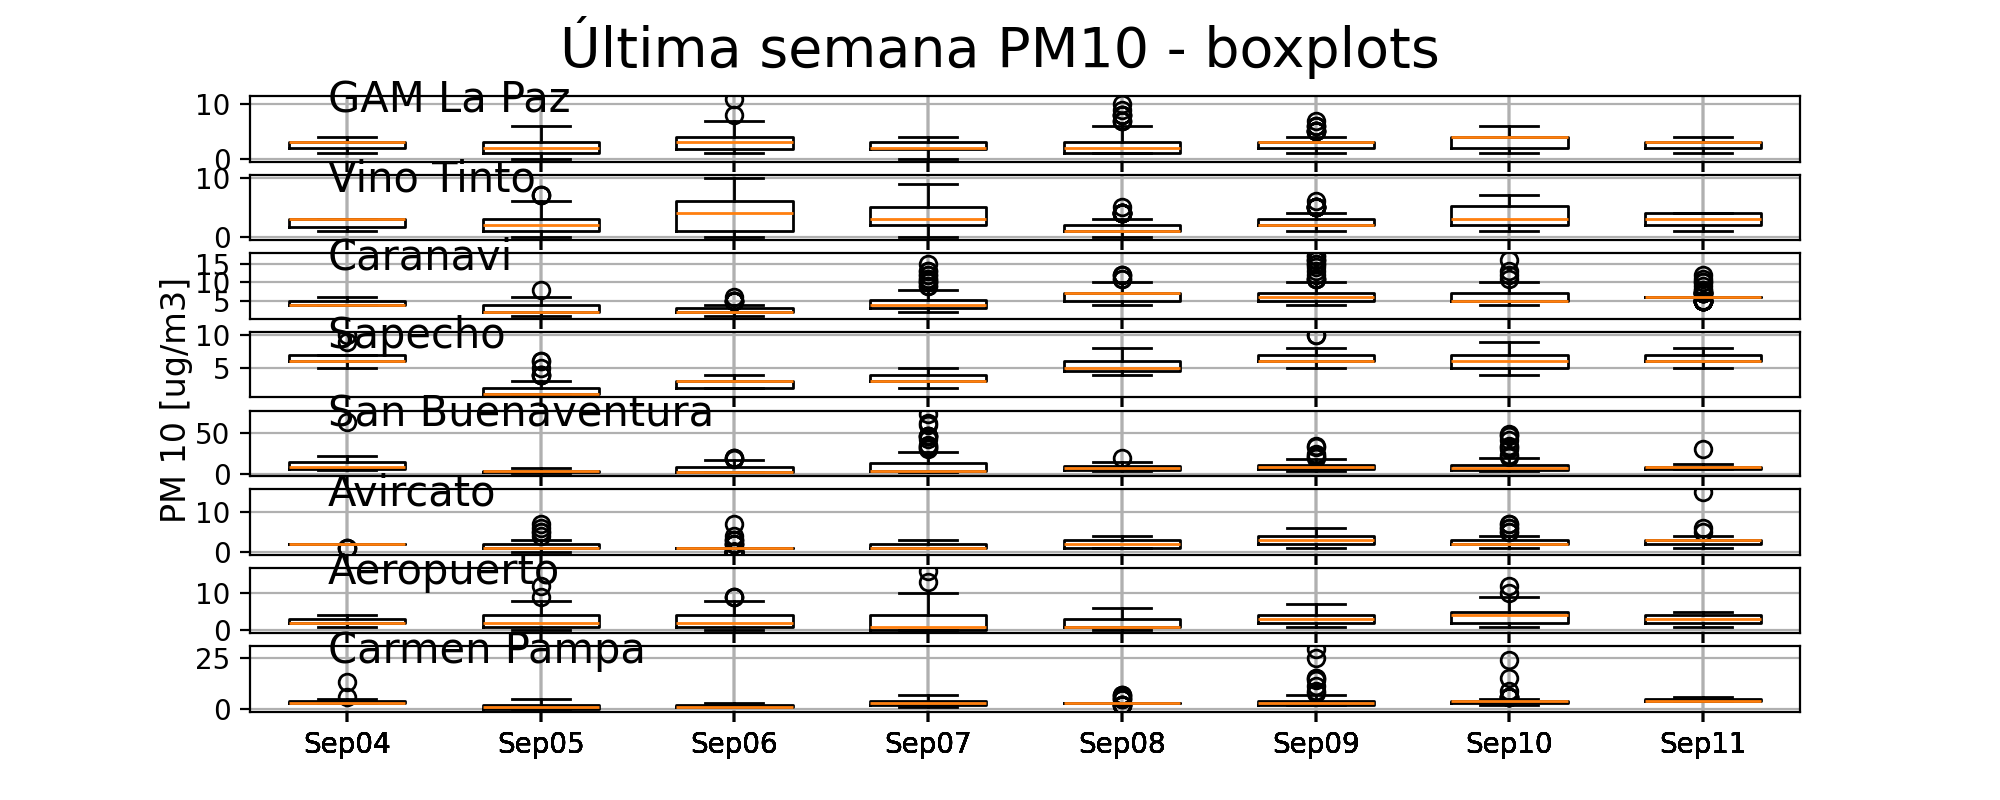 Última semana PM10 - boxplots
GAM La Paz
10
0
Vino Tinto
10
0
Caranavi
15
10
5
Sapecho
10
5
San Buenaventura
50
0
Avircato
10
0
Aeropuerto
10
0
Carmen Pampa
25
0
PM 10 [ug/m3]
Sep04 Sep05 Sep06 Sep07 Sep08 Sep09 Sep10 Sep11